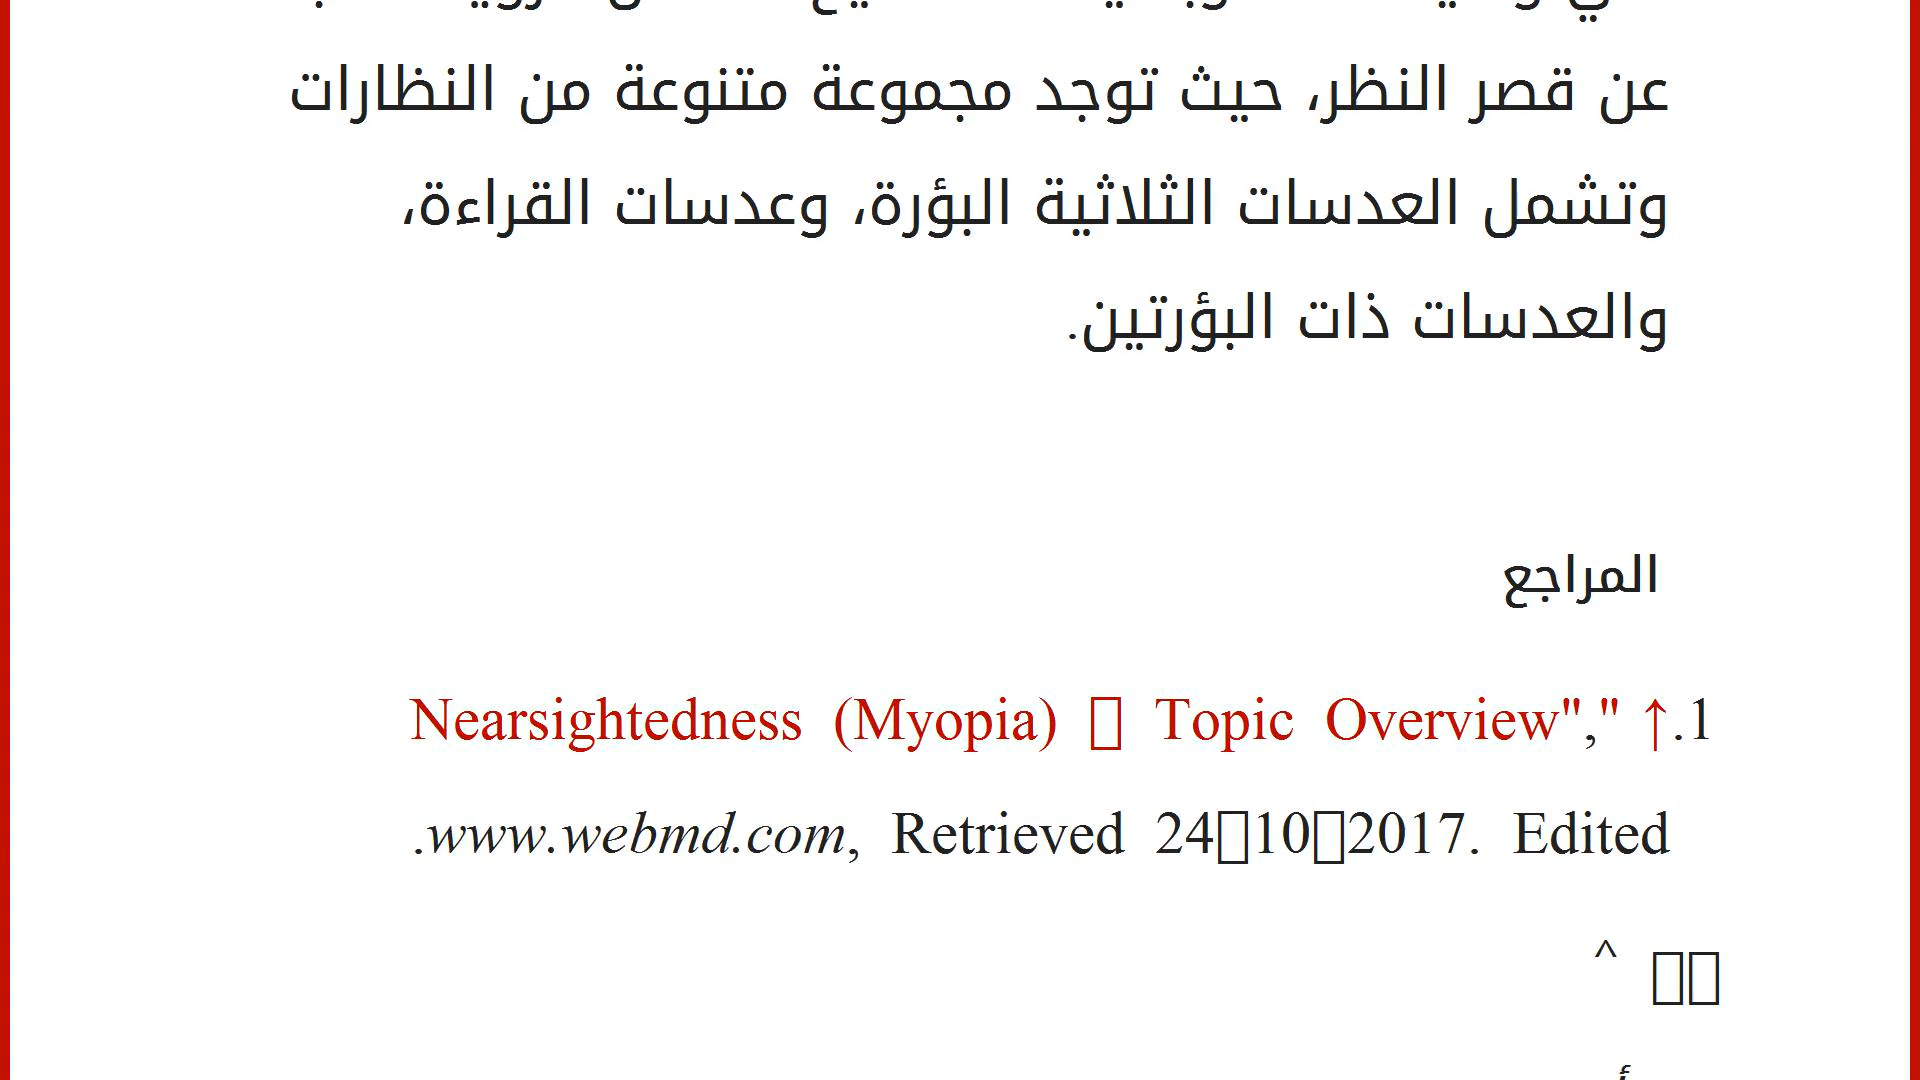 عن قصر النظر، حيث توجد مجموعة متنوعة من النظارات
وتشمل العدسات الثلاثية البؤرة، وعدسات القراءة،
والعدسات ذات البؤرتين.
المراجع
1.↑ "Nearsightedness (Myopia) ▯ Topic Overview",
www.webmd.com, Retrieved 24▯10▯2017. Edited.
▯▯ ^